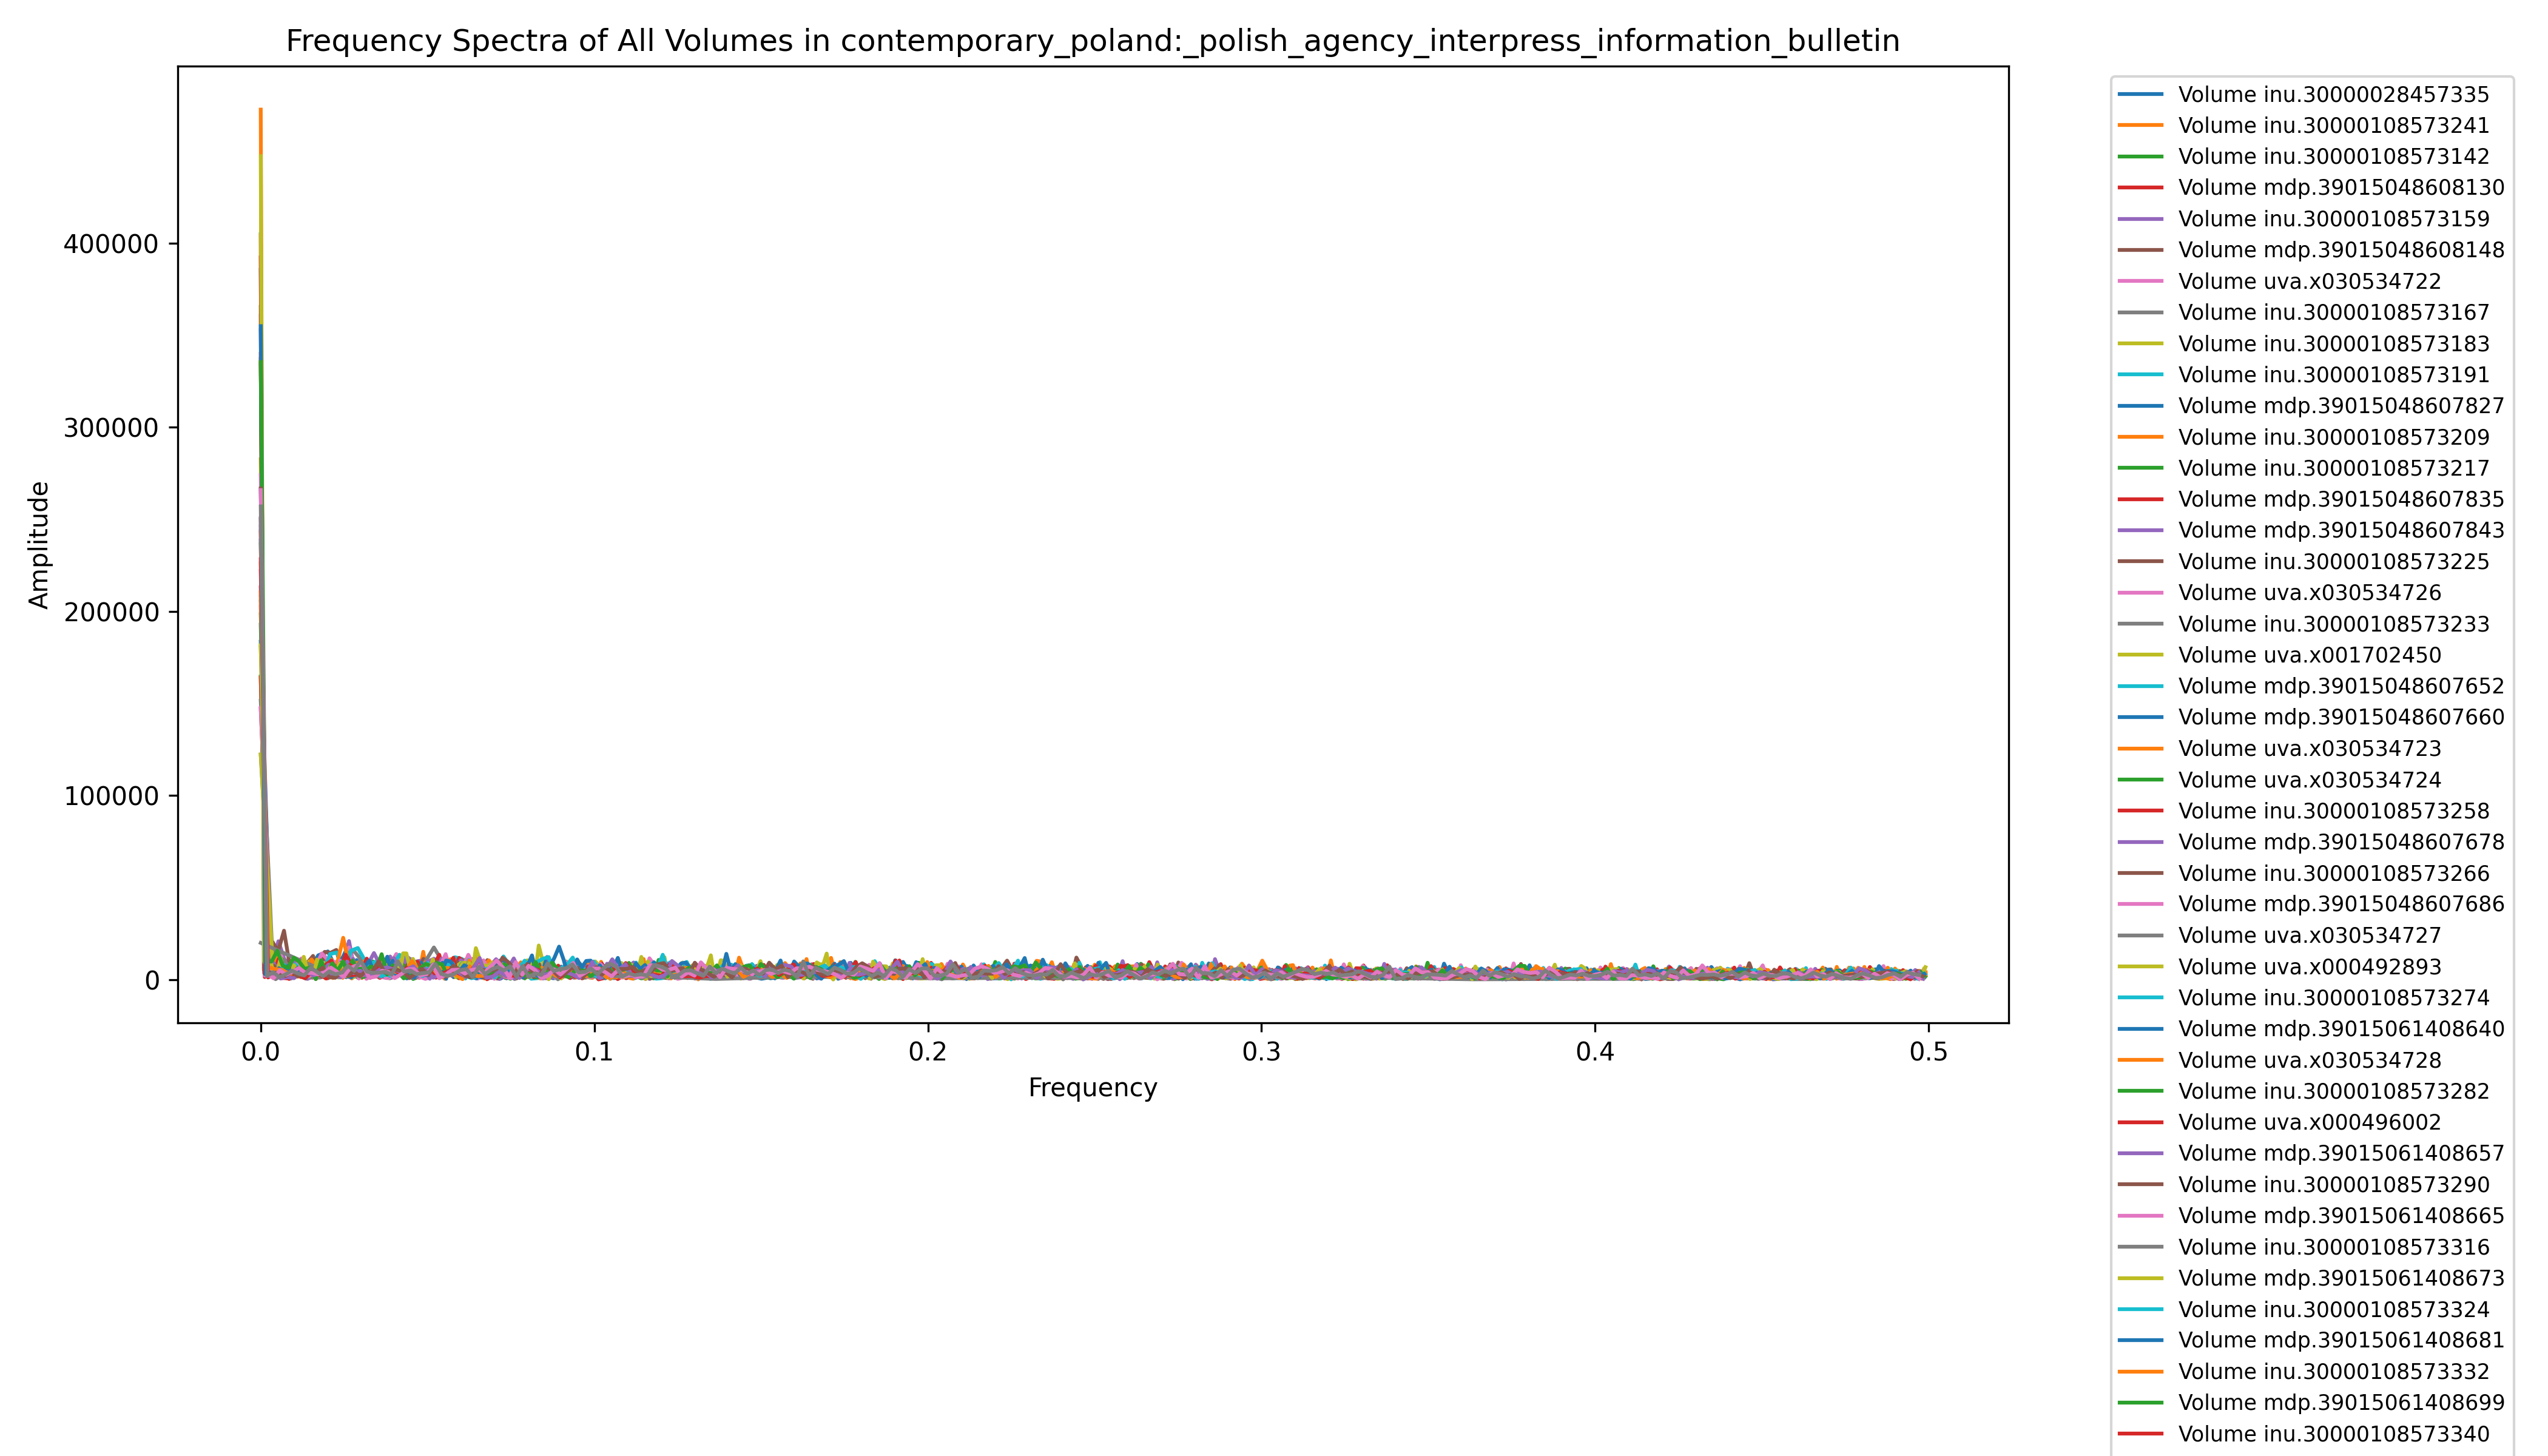 Frequency Spectra of All Volumes in contemporary_poland:_polish_agency_interpress_information_bulletin
Amplitude
400000
300000
200000
100000
0
0.0
0.1
0.2
0.3
0.4
0.5
Frequency
Volume inu.30000028457335
Volume inu.30000108573241
Volume inu.30000108573142
Volume mdp.39015048608130
Volume inu.30000108573159
Volume mdp.39015048608148
Volume uva.x030534722
Volume inu.30000108573167
Volume inu.30000108573183
Volume inu.30000108573191
Volume mdp.39015048607827
Volume inu.30000108573209
Volume inu.30000108573217
Volume mdp.39015048607835
Volume mdp.39015048607843
Volume inu.30000108573225
Volume uva.x030534726
Volume inu.30000108573233
Volume uva.x001702450
Volume mdp.39015048607652
Volume mdp.39015048607660
Volume uva.x030534723
Volume uva.x030534724
Volume inu.30000108573258
Volume mdp.39015048607678
Volume inu.30000108573266
Volume mdp.39015048607686
Volume uva.x030534727
Volume uva.x000492893
Volume inu.30000108573274
Volume mdp.39015061408640
Volume uva.x030534728
Volume inu.30000108573282
Volume uva.x000496002
Volume mdp.39015061408657
Volume inu.30000108573290
Volume mdp.39015061408665
Volume inu.30000108573316
Volume mdp.39015061408673
Volume inu.30000108573324
Volume mdp.39015061408681
Volume inu.30000108573332
Volume mdp.39015061408699
Volume inu.30000108573340